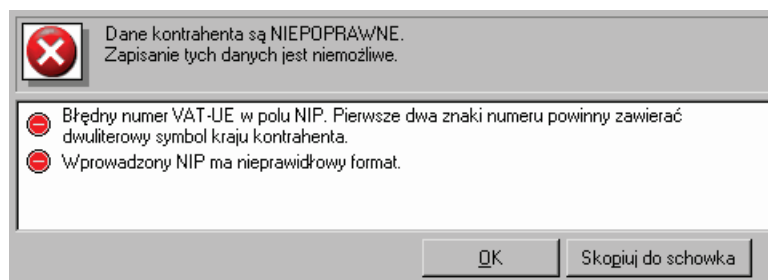 Dane kontrahenta są NIEPOPRAWNE.
Zapisanie tych danych jest niemożliwe.
Błędny numer VAT-UE w polu NIP. Pierwsze dwa znaki numeru powinny zawierać
dwuliterowy symbol kraju kontrahenta.
Wprowadzony NIP ma nieprawidłowy format.
OK
Skopiuj do schowka